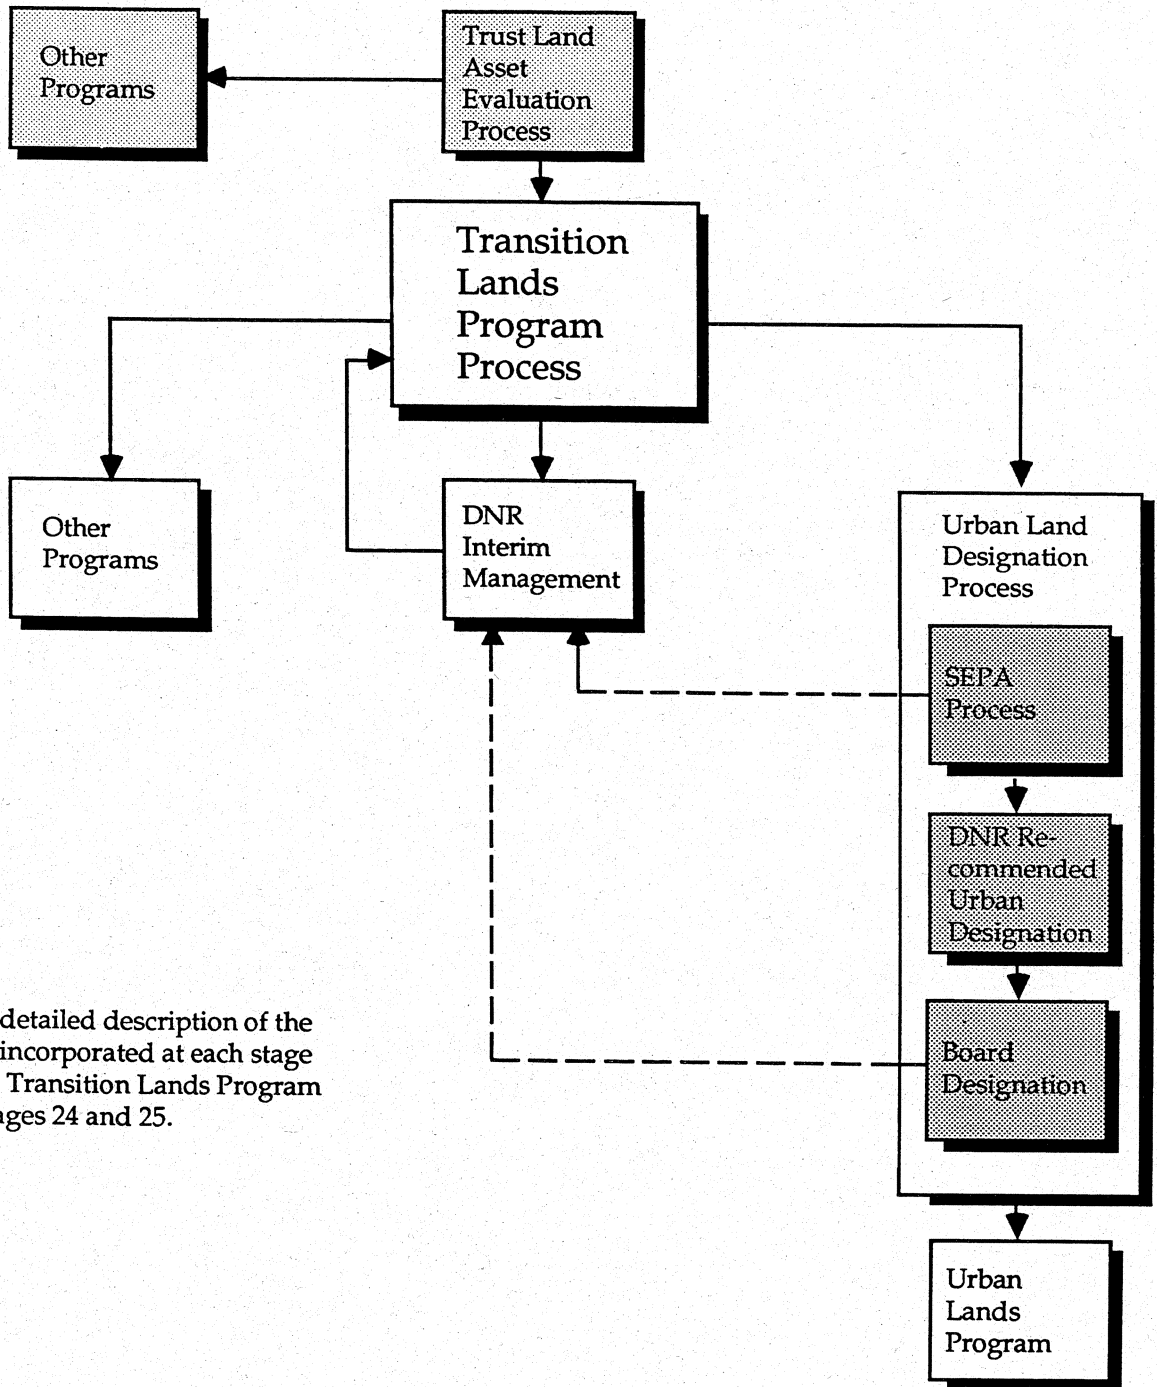 Other
Programs
Trust Land
Asset
Evaluation
Process
Transition
Lands
Program
Process
Other
Programs
DNR
Interim
Management
Urban Land
Designation
Process
SEPA
Process
DNR Re-
commended
Urban
Designation
Board
Designation
detailed description of the
incorporated at each stage
Transition Lands Program
ages 24 and 25.
Urban
Lands
Program